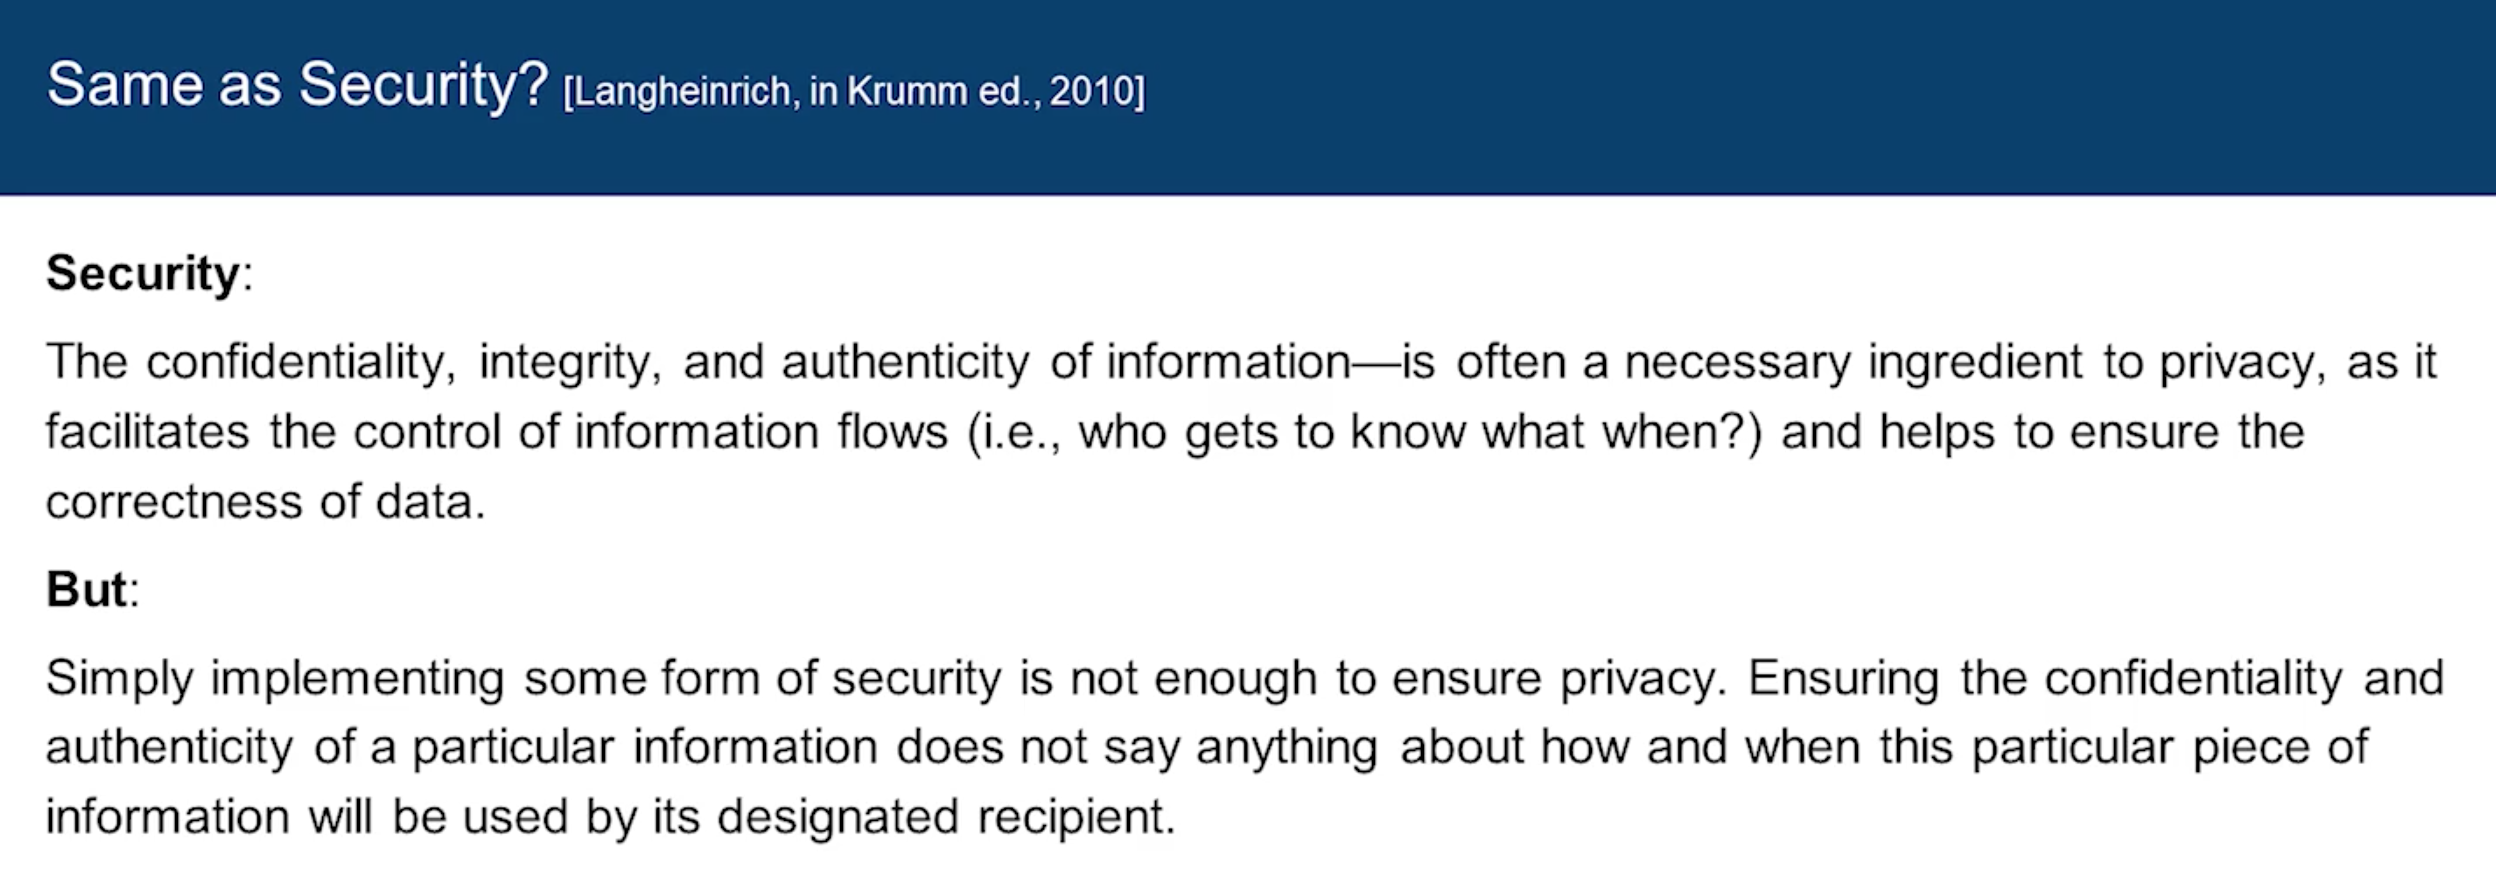 Same as Security? [Langheinrich, in Krumm ed., 2010]
Security:
The confidentiality, integrity, and authenticity of information—is often a necessary ingredient to privacy, as it
facilitates the control of information flows (i.e., who gets to know what when?) and helps to ensure the
correctness of data.
But:
Simply implementing some form of security is not enough to ensure privacy. Ensuring the confidentiality and
authenticity of a particular information does not say anything about how and when this particular piece of
information will be used by its designated recipient.